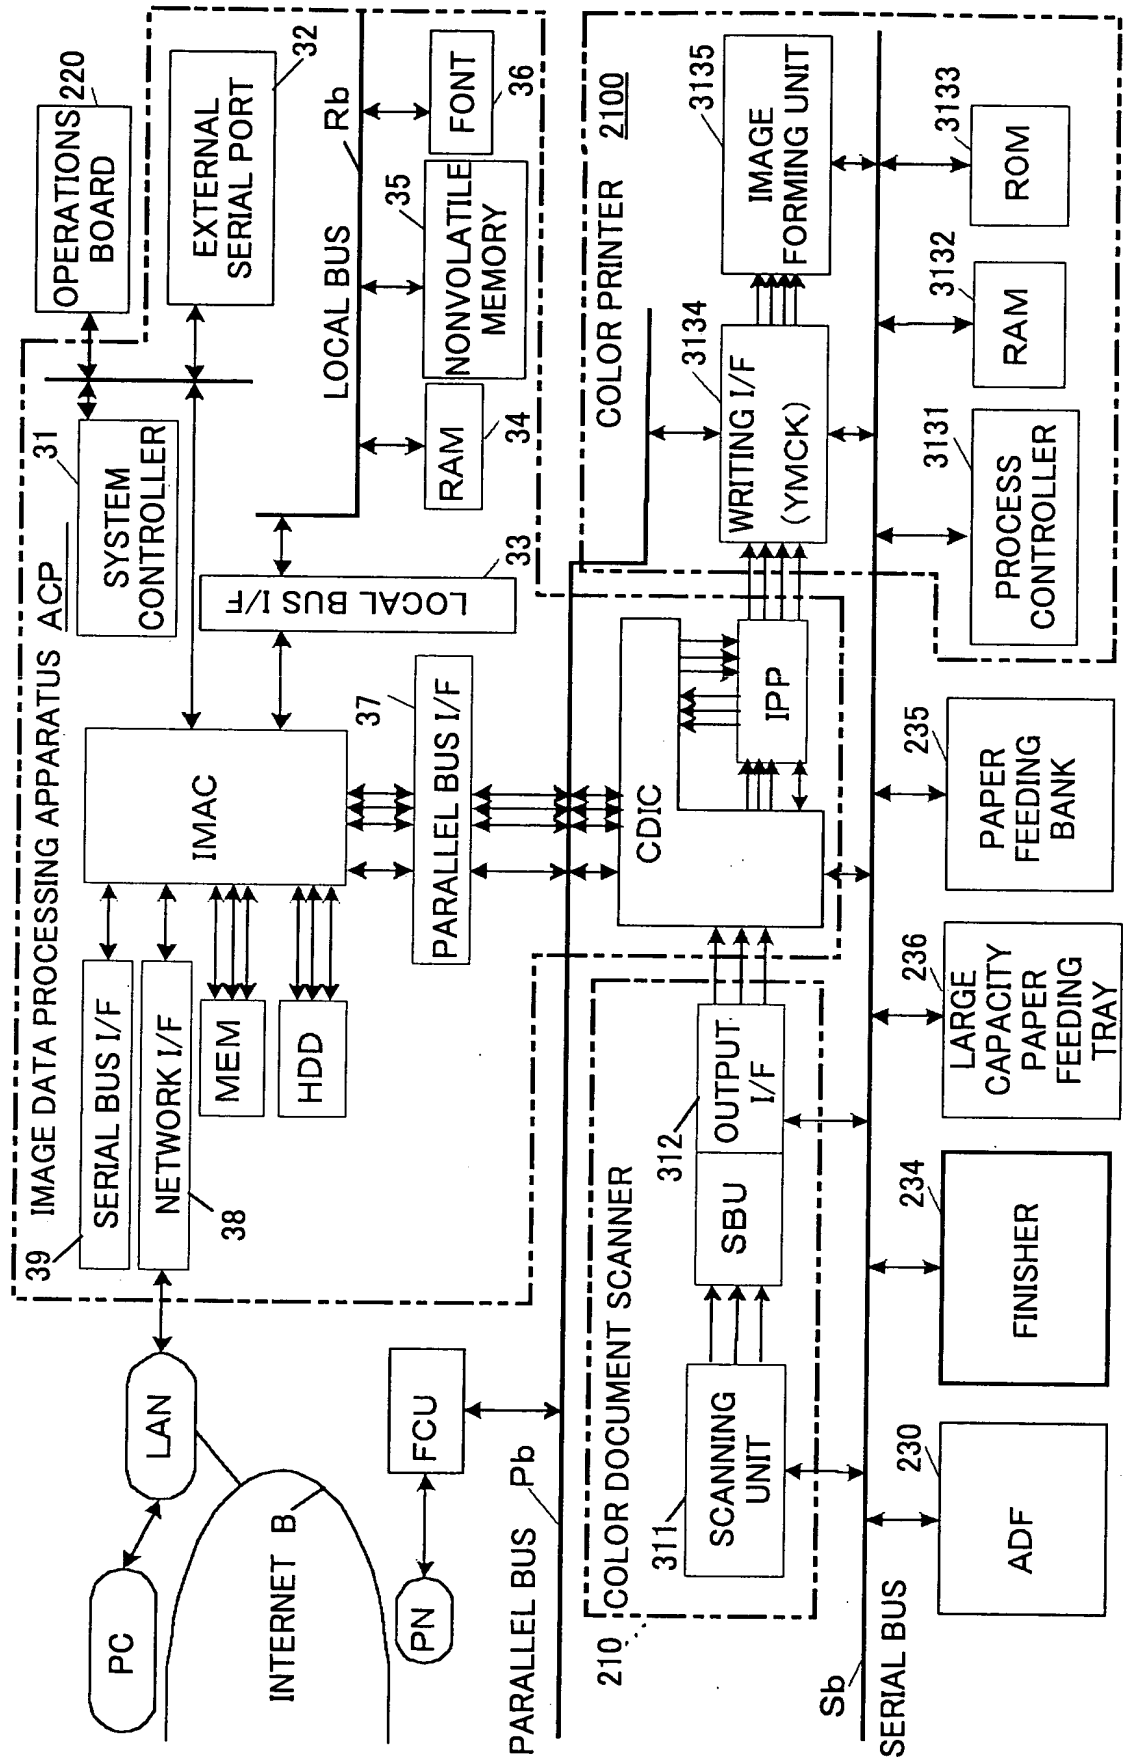 IMAGE DATA PROCESSING APPARATUS ACP
31
SYSTEM
CONTROLLER
OPERATIONS
BOARD
220
EXTERNAL
SERIAL PORT
32
39
SERIAL BUS I/F
NETWORK I/F
38
MEM
HDD
IMAC
LOCAL BUS I/F
33
LOCAL BUS
Rb
RAM
34
NONVOLATILE
MEMORY
35
FONT
36
PARALLEL BUS I/F
37
PC
LAN
INTERNET B
PN
FCU
PARALLEL BUS Pb
CDIC
IPP
210
COLOR DOCUMENT SCANNER
311
SCANNING
UNIT
SBU
312
OUTPUT
I/F
COLOR PRINTER 2100
WRITING I/F
(YMCK)
3134
IMAGE
FORMING UNIT
3135
Sb
SERIAL BUS
ADF
230
FINISHER
234
LARGE
CAPACITY
PAPER
FEEDING
TRAY
236
PAPER
FEEDING
BANK
235
PROCESS
CONTROLLER
3131
RAM
3132
ROM
3133